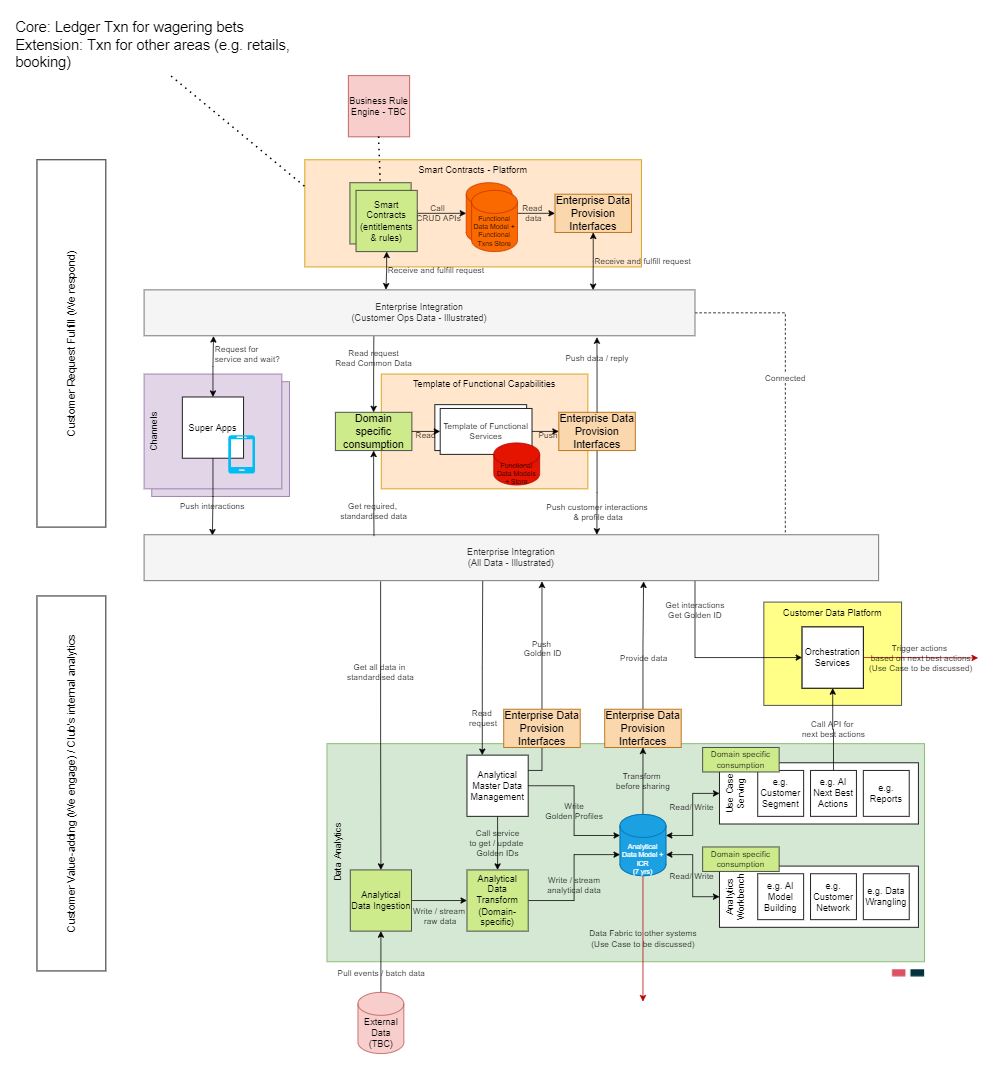 Core: Ledger Txn for wagering bets
Extension: Txn for other areas (e.g. retails,
booking)
Business Rule
Engine - TBC
Customer Request Fulfill (We respond)
Smart Contracts - Platform
Smart
Contracts
(entitlements
& rules)
Call
CRUD APIs
Functional
Data Model +
Functional
Txns Store
Read
data
Enterprise Data
Provision
Interfaces
Receive and fulfill request
Receive and fulfill request
Enterprise Integration
(Customer Ops Data - Illustrated)
Request for
service and wait?
Read request
Read Common Data
Push data / reply
Connected
Channels
Super Apps
Template of Functional Capabilities
Domain
specific
consumption
Read
Template of Functional
Services
Push
Enterprise Data
Provision
Interfaces
Functional
Data Models
+ Store
Push interactions
Get required,
standardised data
Push customer interactions
& profile data
Enterprise Integration
(All Data - Illustrated)
Customer Value-adding (We engage) / Club's internal analytics
Get interactions
Get Golden ID
Customer Data Platform
Orchestration
Services
Trigger actions
based on next best actions
(Use Case to be discussed)
Push
Golden ID
Provide data
Get all data in
standardised data
Read
request
Enterprise Data
Provision
Interfaces
Enterprise Data
Provision
Interfaces
Call API for
next best actions
Data Analytics
Analytical
Master Data
Management
Transform
before sharing
Domain specific
consumption
Use Case
Serving
e.g.
Customer
Segment
e.g. AI
Next Best
Actions
e.g.
Reports
Write
Golden Profiles
Read/ Write
Call service
to get / update
Golden IDs
Analytical
Data Model +
ICR
(7 yrs)
Domain specific
consumption
Analytics
Workbench
e.g. AI
Model
Building
e.g.
Customer
Network
e.g. Data
Wrangling
Read/ Write
Analytical
Data Ingestion
Write / stream
raw data
Analytical
Data
Transform
(Domain-
specific)
Write / stream
analytical data
Data Fabric to other systems
(Use Case to be discussed)
Pull events / batch data
External
Data
(TBC)